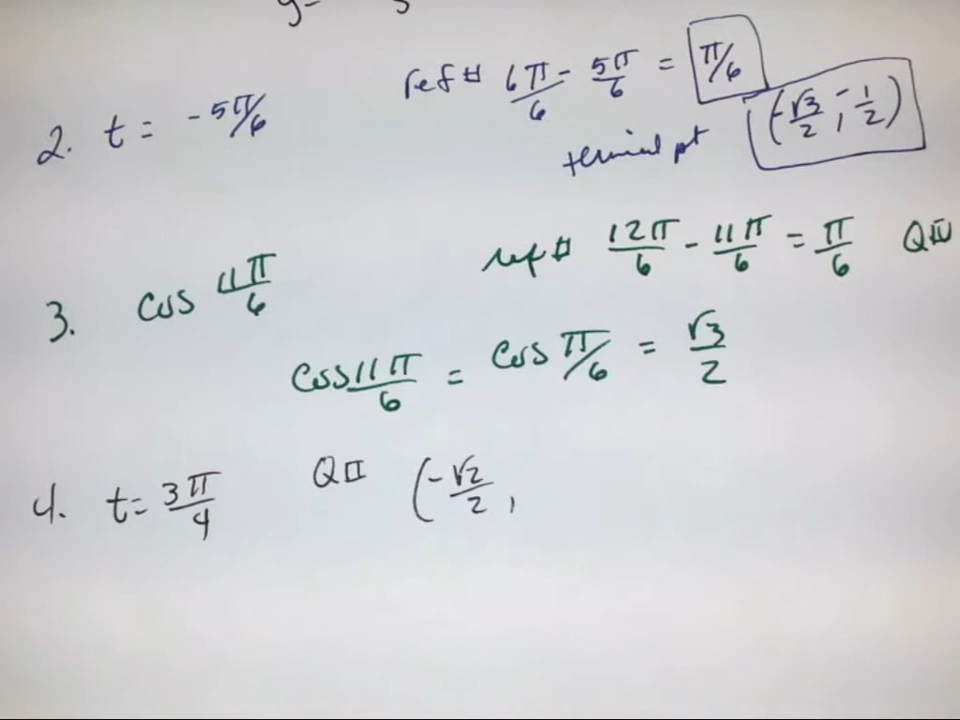 2. t = -5π/6 ref # 6π/6 - 5π/6 = π/6
terminal pt (-√3/2, -1/2)
3. cos 11π/6 ref # 12π/6 - 11π/6 = π/6 QIV
cos 11π/6 = cos π/6 = √3/2
4. t = 3π/4 QII (-√2/2,